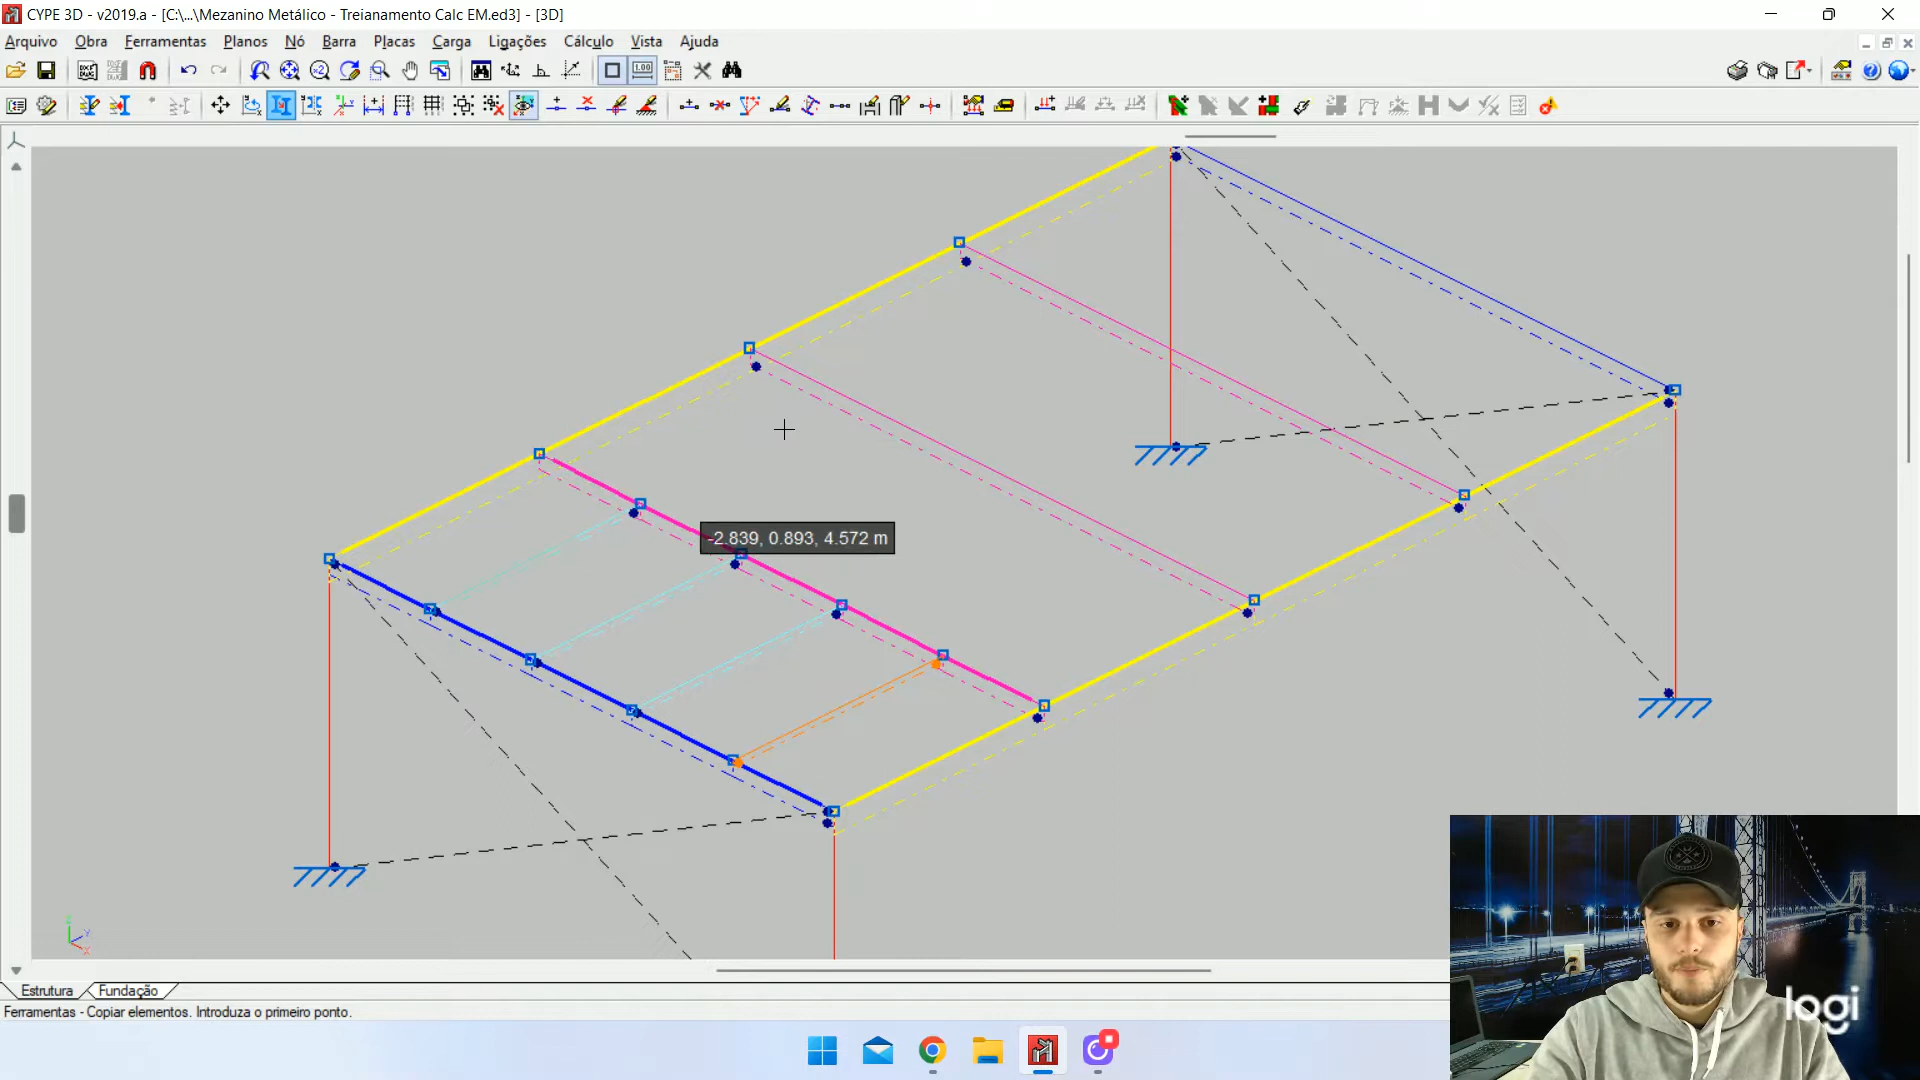 CYPE 3D - v2019.a - [C:\...\Mezanino Metálico - Treianamento Calc EM.ed3] - [3D]
Arquivo Obra Ferramentas Planos Nó Barra Placas Carga Ligações Cálculo Vista Ajuda
-2.839, 0.893, 4.572 m
Estrutura Fundação
Ferramentas - Copiar elementos. Introduza o primeiro ponto.
logi